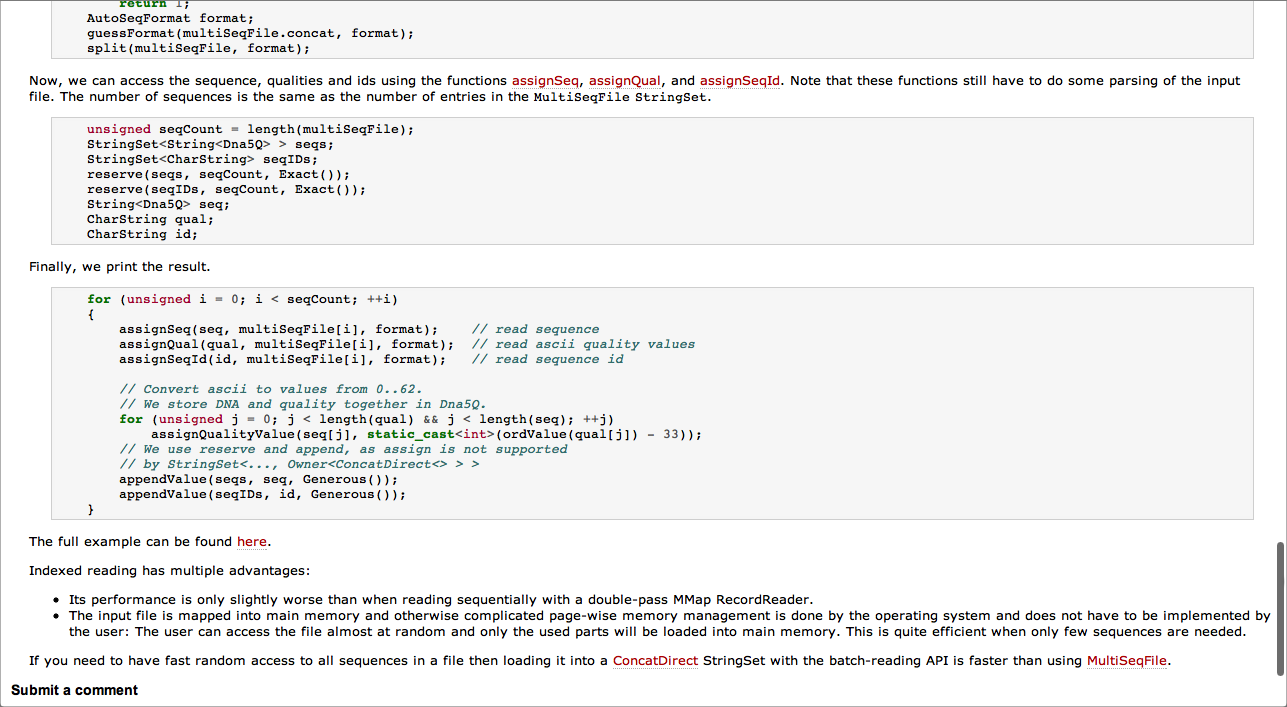 return 1;
AutoSeqFormat format;
guessFormat(multiSeqFile.concat, format);
split(multiSeqFile, format);
Now, we can access the sequence, qualities and ids using the functions assignSeq, assignQual, and assignSeqId. Note that these functions still have to do some parsing of the input
file. The number of sequences is the same as the number of entries in the MultiSeqFile StringSet.
unsigned seqCount = length(multiSeqFile);
StringSet<String<Dna5Q> > seqs;
StringSet<CharString> seqIDs;
reserve(seqs, seqCount, Exact());
reserve(seqIDs, seqCount, Exact());
String<Dna5Q> seq;
CharString qual;
CharString id;
Finally, we print the result.
for (unsigned i = 0; i < seqCount; ++i)
{
assignSeq(seq, multiSeqFile[i], format);    // read sequence
assignQual(qual, multiSeqFile[i], format);  // read ascii quality values
assignSeqId(id, multiSeqFile[i], format);   // read sequence id
// Convert ascii to values from 0..62.
// We store DNA and quality together in Dna5Q.
for (unsigned j = 0; j < length(qual) && j < length(seq); ++j)
assignQualityValue(seq[j], static_cast<int>(ordValue(qual[j]) - 33));
// We use reserve and append, as assign is not supported
// by StringSet<..., Owner<ConcatDirect<> > >
appendValue(seqs, seq, Generous());
appendValue(seqIDs, id, Generous());
}
The full example can be found here.
Indexed reading has multiple advantages:
• Its performance is only slightly worse than when reading sequentially with a double-pass MMap RecordReader.
• The input file is mapped into main memory and otherwise complicated page-wise memory management is done by the operating system and does not have to be implemented by
the user: The user can access the file almost at random and only the used parts will be loaded into main memory. This is quite efficient when only few sequences are needed.
If you need to have fast random access to all sequences in a file then loading it into a ConcatDirect StringSet with the batch-reading API is faster than using MultiSeqFile.
Submit a comment